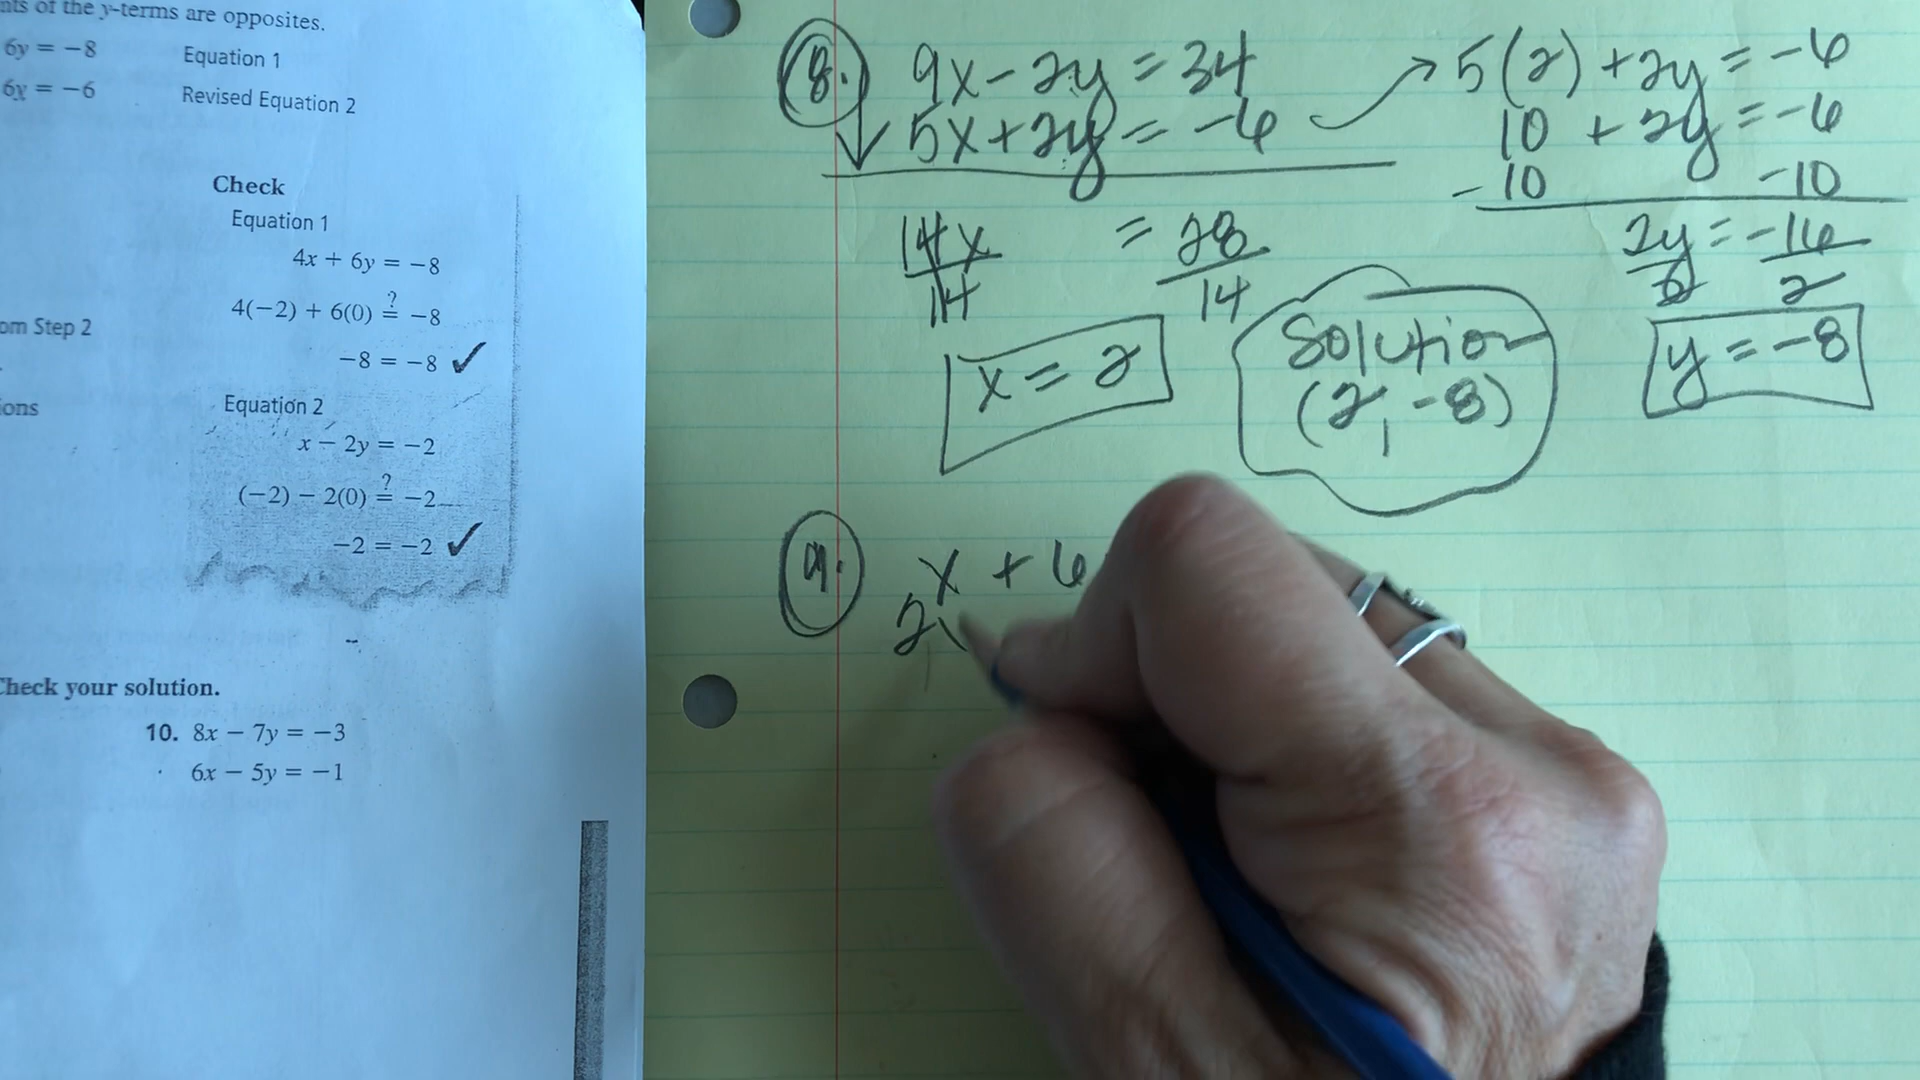 nts of the y-terms are opposites.
6y = −8 Equation 1
6y = −6 Revised Equation 2
Check
Equation 1
4x + 6y = −8
4(−2) + 6(0) ≟ −8
om Step 2
−8 = −8 ✓
ions
Equation 2
x − 2y = −2
(−2) − 2(0) ≟ −2
−2 = −2 ✓
Check your solution.
10. 8x − 7y = −3
6x − 5y = −1
8. 9x − 2y = 34
5x + 2y = −6
14x = 28
14 14
x = 2
5(2) + 2y = −6
10 + 2y = −6
−10 −10
2y = −16
2 2
y = −8
Solution
(2, −8)
9. x + 6
2